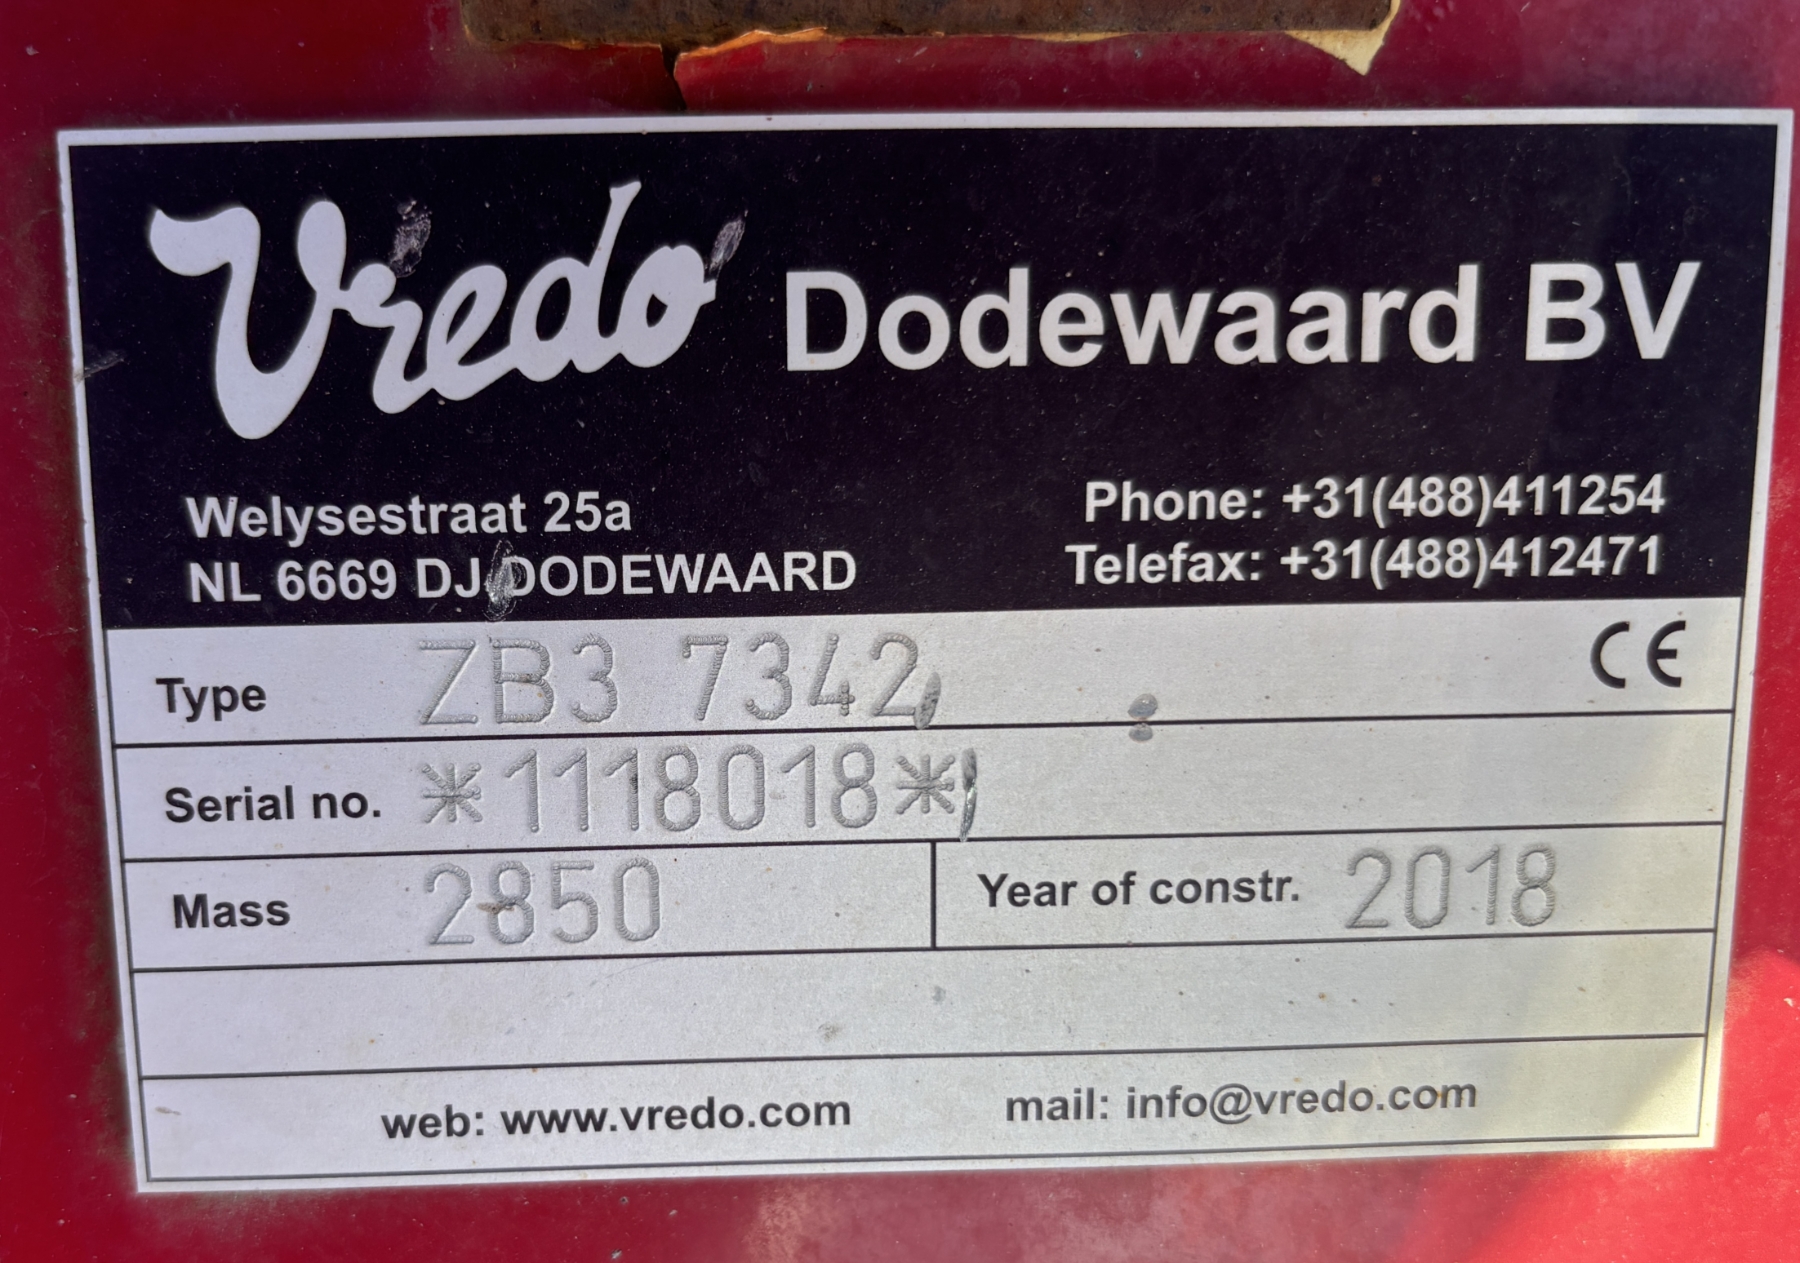 Vredo Dodewaard BV
Welysestraat 25a
Phone: +31(488)411254
NL 6669 DJ DODEWAARD
Telefax: +31(488)412471
Type ZB3 7342 CE
Serial no. *1118018*
Mass 2850 Year of constr. 2018
web: www.vredo.com mail: info@vredo.com